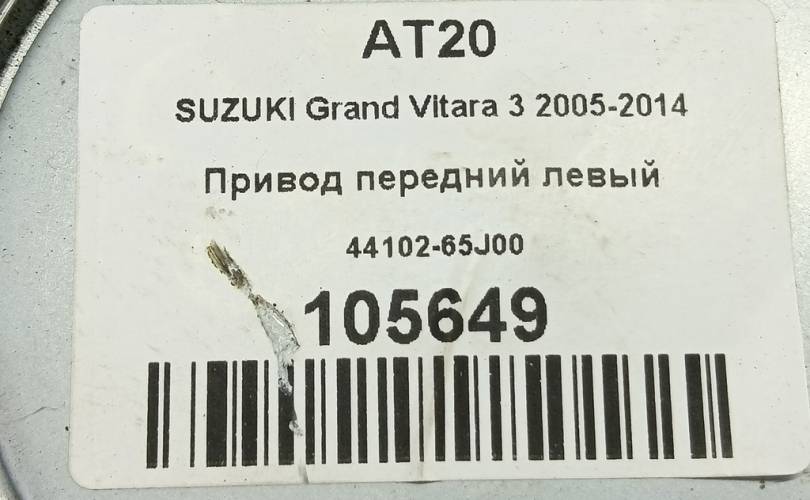 AT20
SUZUKI Grand Vitara 3 2005-2014
Привод передний левый
44102-65J00
105649